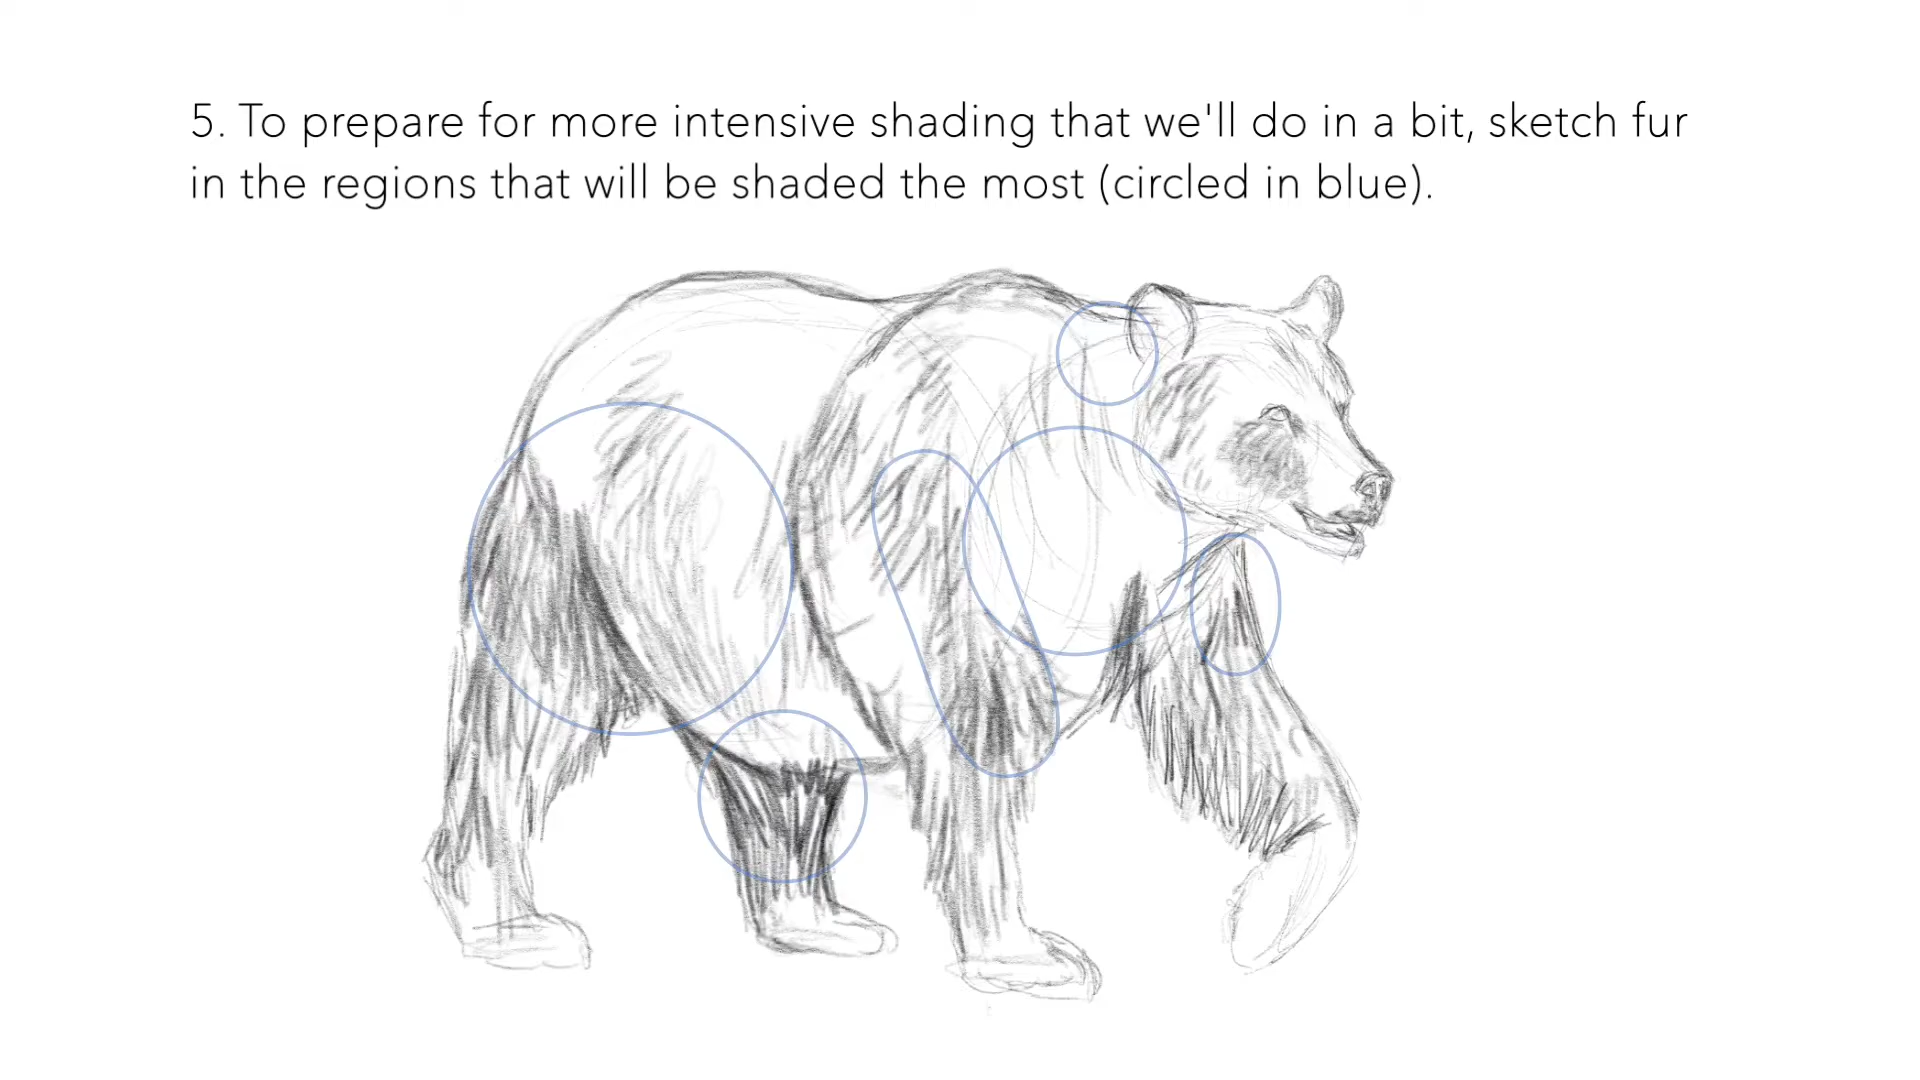 5. To prepare for more intensive shading that we'll do in a bit, sketch fur
in the regions that will be shaded the most (circled in blue).